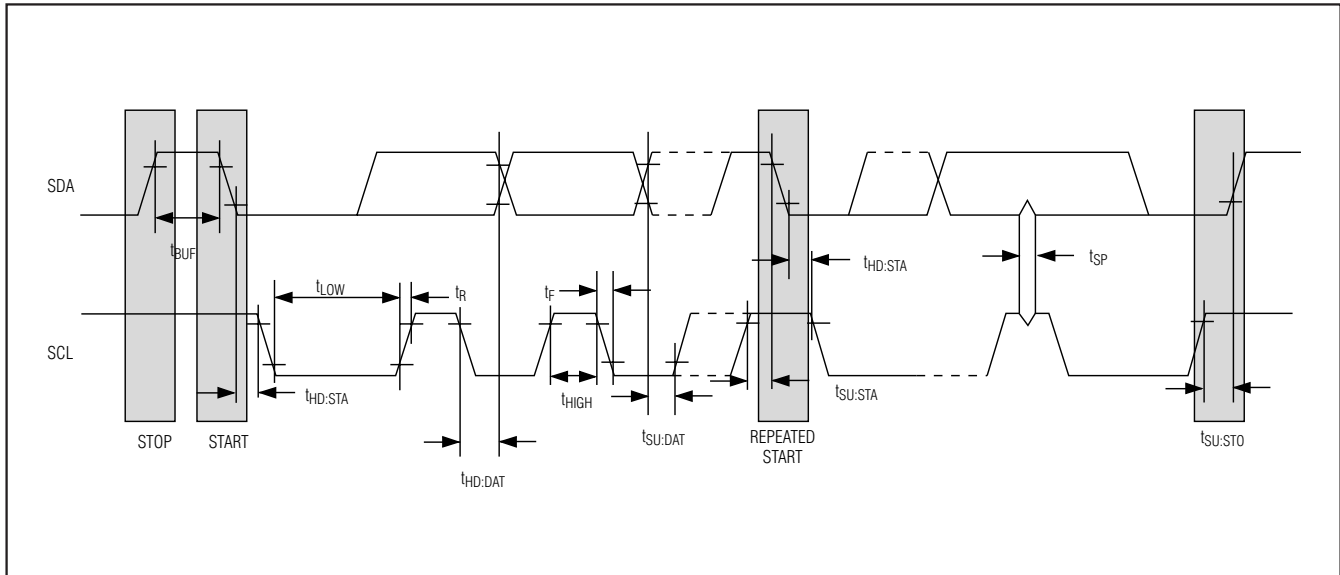 SDA
tBUF
tLOW
tR
tF
tHD:STA
tSP
SCL
tHD:STA
tHIGH
tSU:DAT
tSU:STA
tSU:STO
STOP
START
REPEATED
START
tHD:DAT